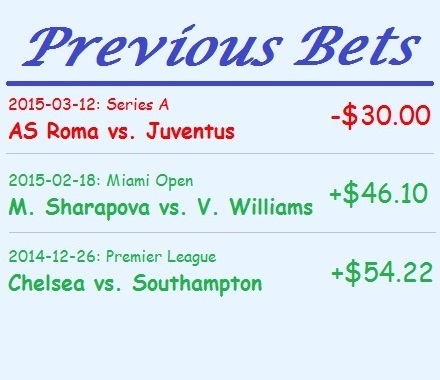 Previous Bets
2015-03-12: Series A
AS Roma vs. Juventus
-$30.00
2015-02-18: Miami Open
M. Sharapova vs. V. Williams
+$46.10
2014-12-26: Premier League
Chelsea vs. Southampton
+$54.22